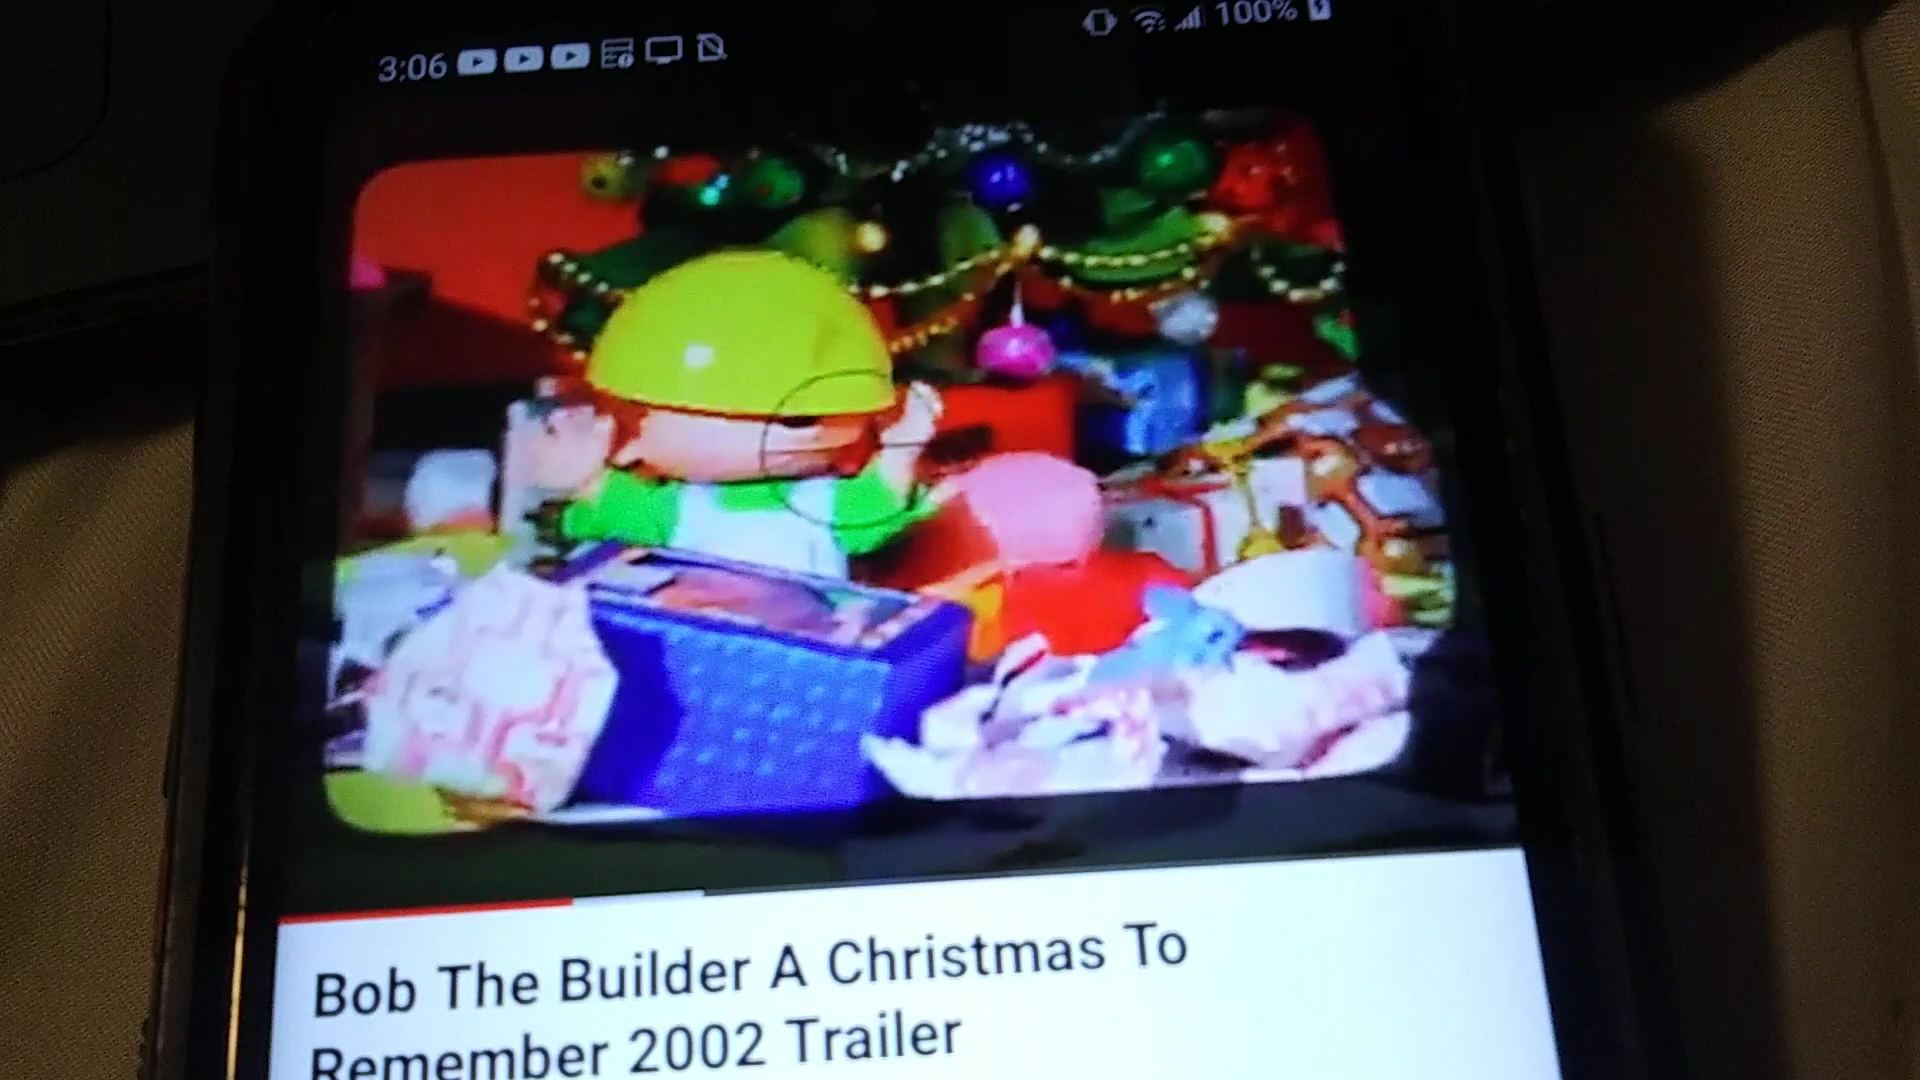 3:06
100%
Bob The Builder A Christmas To
Remember 2002 Trailer